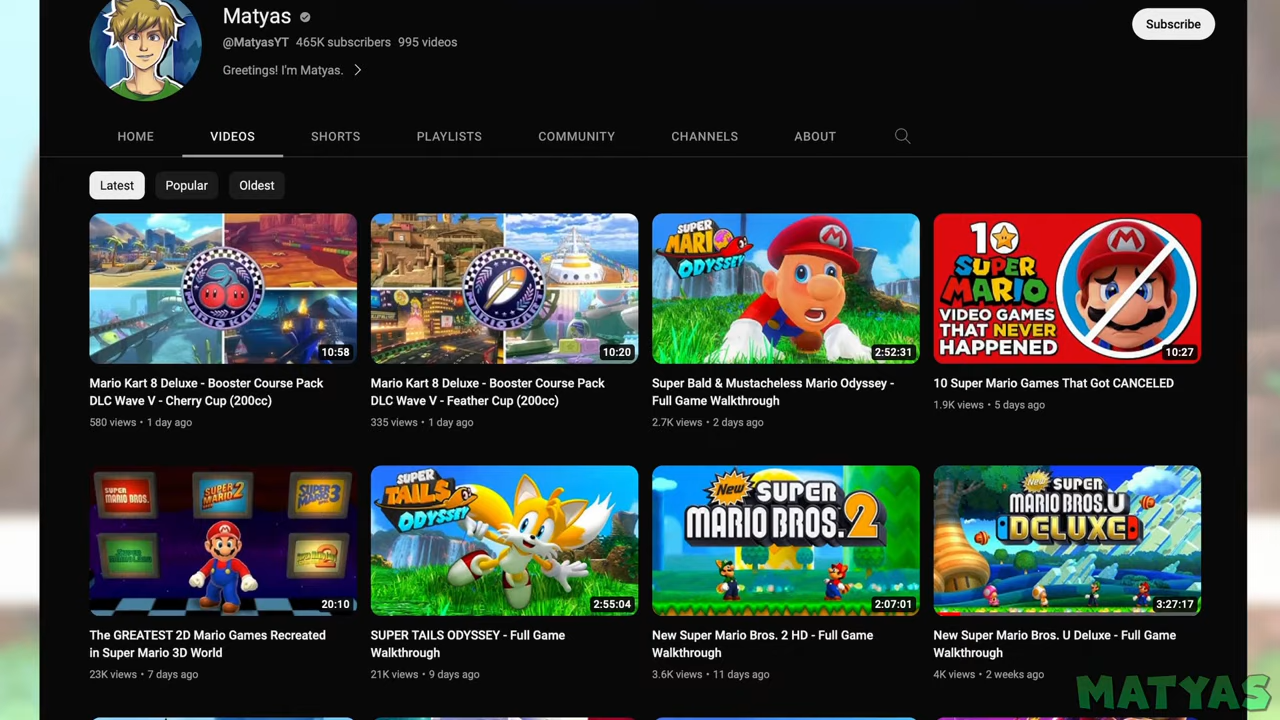 Matyas
@MatyasYT 465K subscribers 995 videos
Greetings! I'm Matyas.
Subscribe
HOME
VIDEOS
SHORTS
PLAYLISTS
COMMUNITY
CHANNELS
ABOUT
Latest
Popular
Oldest
MARIO KART
10:58
MARIO KART
10:20
SUPER
MARIO
ODYSSEY
2:52:31
10
SUPER
MARIO
VIDEO GAMES
THAT NEVER
HAPPENED
10:27
Mario Kart 8 Deluxe - Booster Course Pack
DLC Wave V - Cherry Cup (200cc)
580 views • 1 day ago
Mario Kart 8 Deluxe - Booster Course Pack
DLC Wave V - Feather Cup (200cc)
335 views • 1 day ago
Super Bald & Mustacheless Mario Odyssey -
Full Game Walkthrough
2.7K views • 2 days ago
10 Super Mario Games That Got CANCELED
1.9K views • 5 days ago
SUPER
MARIO BROS.
SUPER
MARIO 2
SUPER
MARIO 3
20:10
SUPER
TAILS
ODYSSEY
2:55:04
New SUPER
MARIO BROS. 2
2:07:01
New SUPER
MARIO BROS. U
DELUXE
3:27:17
The GREATEST 2D Mario Games Recreated
in Super Mario 3D World
23K views • 7 days ago
SUPER TAILS ODYSSEY - Full Game
Walkthrough
21K views • 9 days ago
New Super Mario Bros. 2 HD - Full Game
Walkthrough
3.6K views • 11 days ago
New Super Mario Bros. U Deluxe - Full Game
Walkthrough
4K views • 2 weeks ago
MATYAS